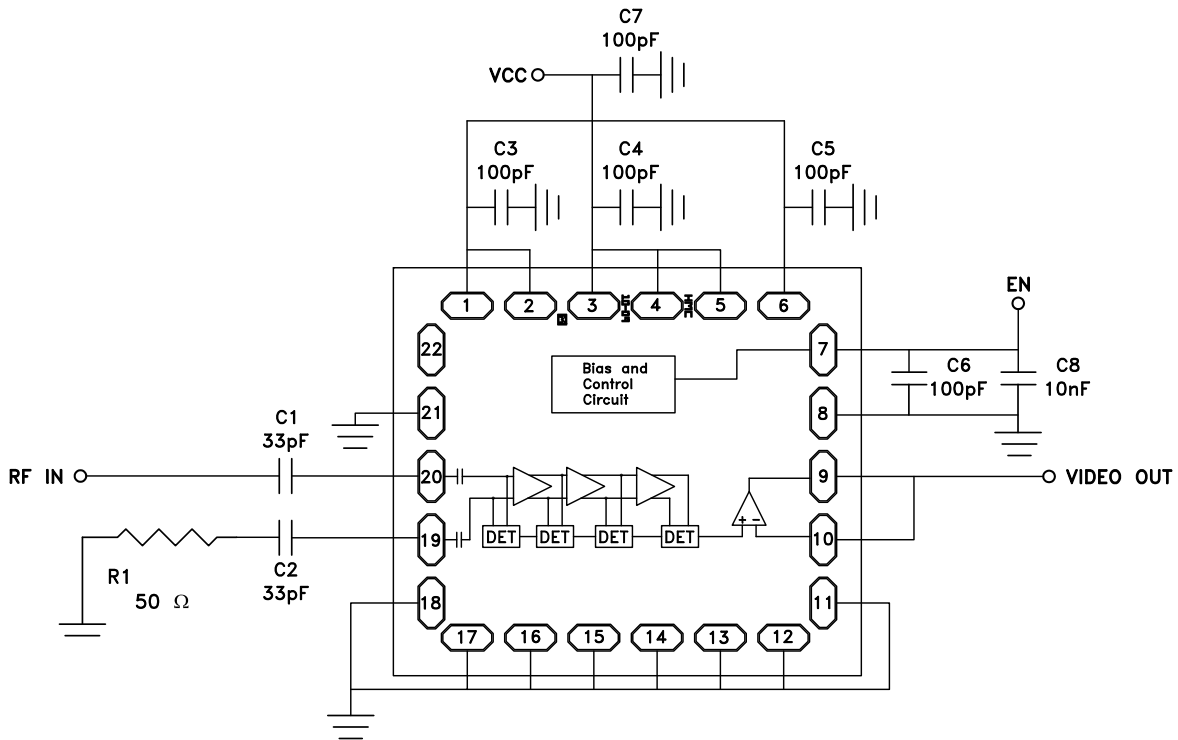 C7
100pF
VCC
C3
100pF
C4
100pF
C5
100pF
EN
1
2
3
4
5
6
22
7
Bias and
Control
Circuit
C6
100pF
C8
10nF
21
8
C1
33pF
RF IN
20
9
VIDEO OUT
+ -
DET
DET
DET
DET
19
10
C2
33pF
R1
50 Ω
18
11
17
16
15
14
13
12